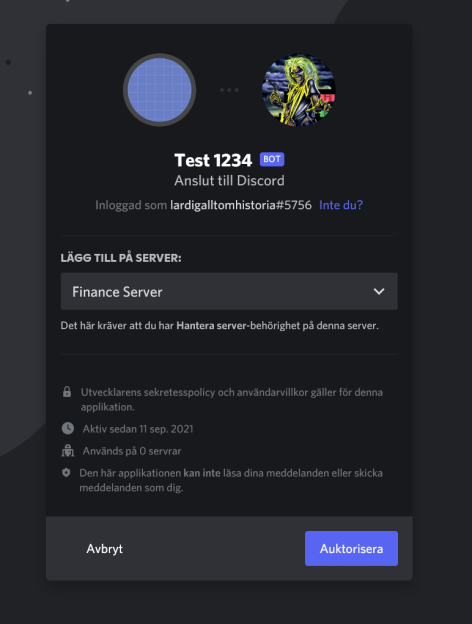 Test 1234 BOT
Anslut till Discord
Inloggad som lardigalltomhistoria#5756 Inte du?
LÄGG TILL PÅ SERVER:
Finance Server
Det här kräver att du har Hantera server-behörighet på denna server.
Utvecklarens sekretesspolicy och användarvillkor gäller för denna
applikation.
Aktiv sedan 11 sep. 2021
Används på 0 servrar
Den här applikationen kan inte läsa dina meddelanden eller skicka
meddelanden som dig.
Avbryt
Auktorisera